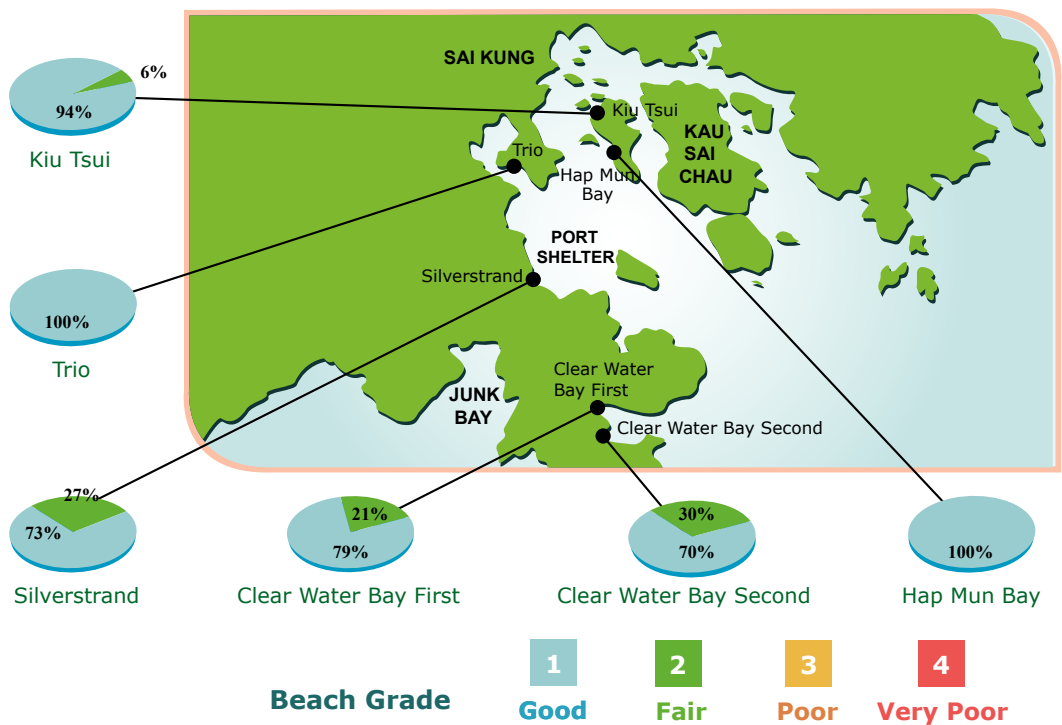 SAI KUNG
6%
94%
Kiu Tsui
Kiu Tsui
KAU
SAI
CHAU
Trio
Hap Mun
Bay
PORT
SHELTER
Silverstrand
100%
Trio
Clear Water
Bay First
JUNK
BAY
Clear Water Bay Second
27%
73%
Silverstrand
21%
79%
Clear Water Bay First
30%
70%
Clear Water Bay Second
100%
Hap Mun Bay
Beach Grade
1
Good
2
Fair
3
Poor
4
Very Poor